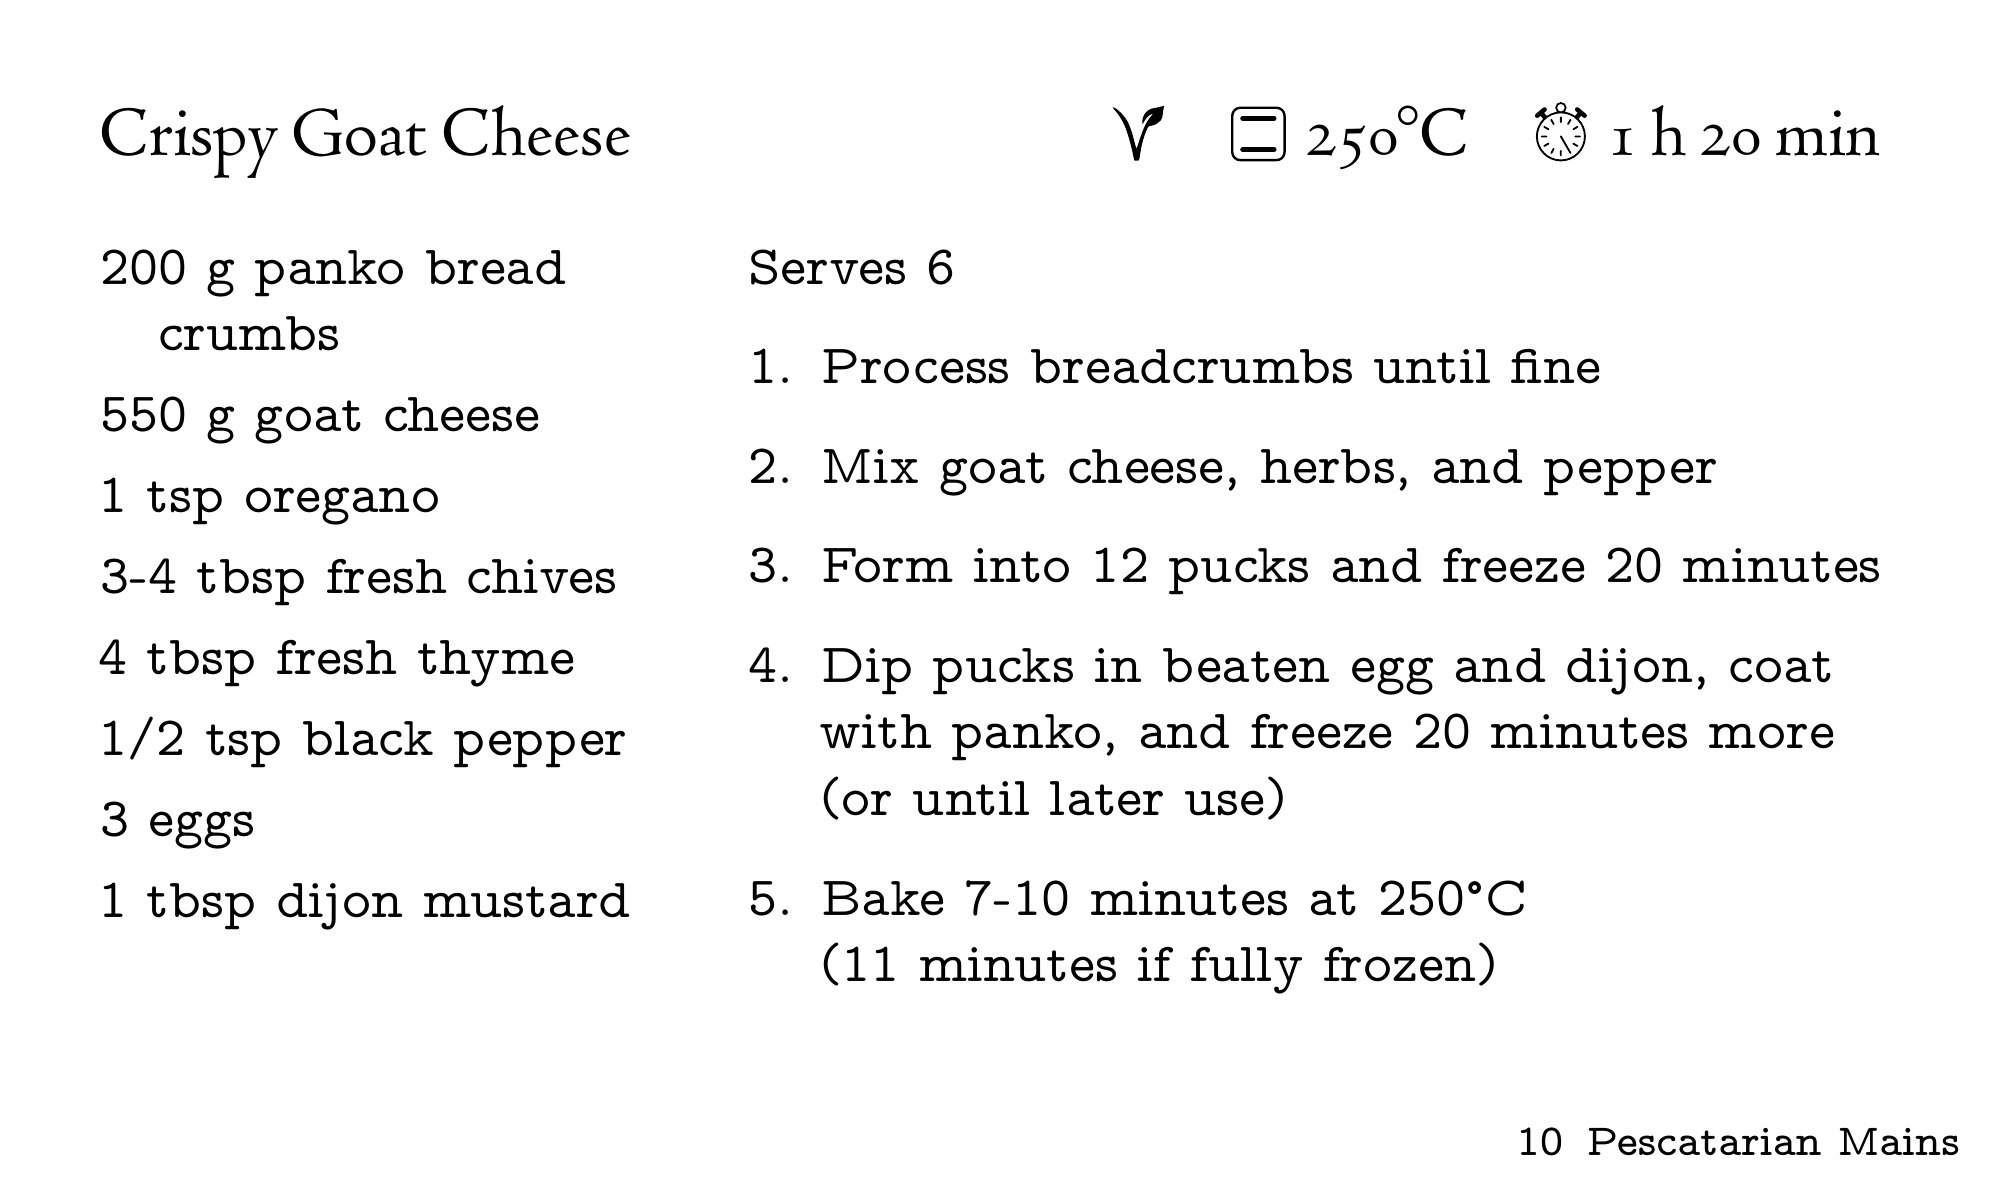 Crispy Goat Cheese
250°C
1 h 20 min
200 g panko bread
crumbs
550 g goat cheese
1 tsp oregano
3-4 tbsp fresh chives
4 tbsp fresh thyme
1/2 tsp black pepper
3 eggs
1 tbsp dijon mustard
Serves 6
1. Process breadcrumbs until fine
2. Mix goat cheese, herbs, and pepper
3. Form into 12 pucks and freeze 20 minutes
4. Dip pucks in beaten egg and dijon, coat
with panko, and freeze 20 minutes more
(or until later use)
5. Bake 7-10 minutes at 250°C
(11 minutes if fully frozen)
10 Pescatarian Mains